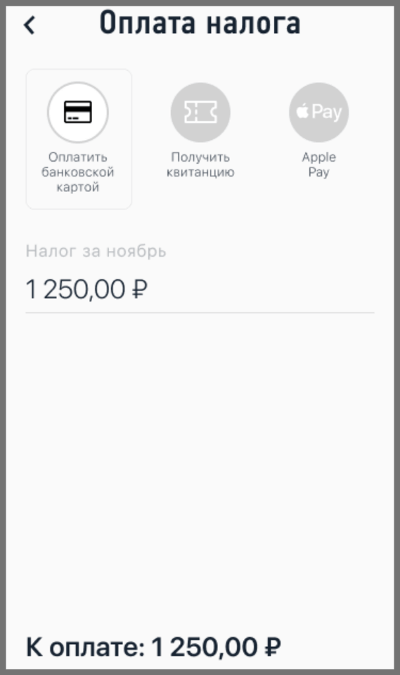 Оплата налога
Оплатить
банковской
картой
Получить
квитанцию
Pay
Apple
Pay
Налог за ноябрь
1 250,00 ₽
К оплате: 1 250,00 ₽